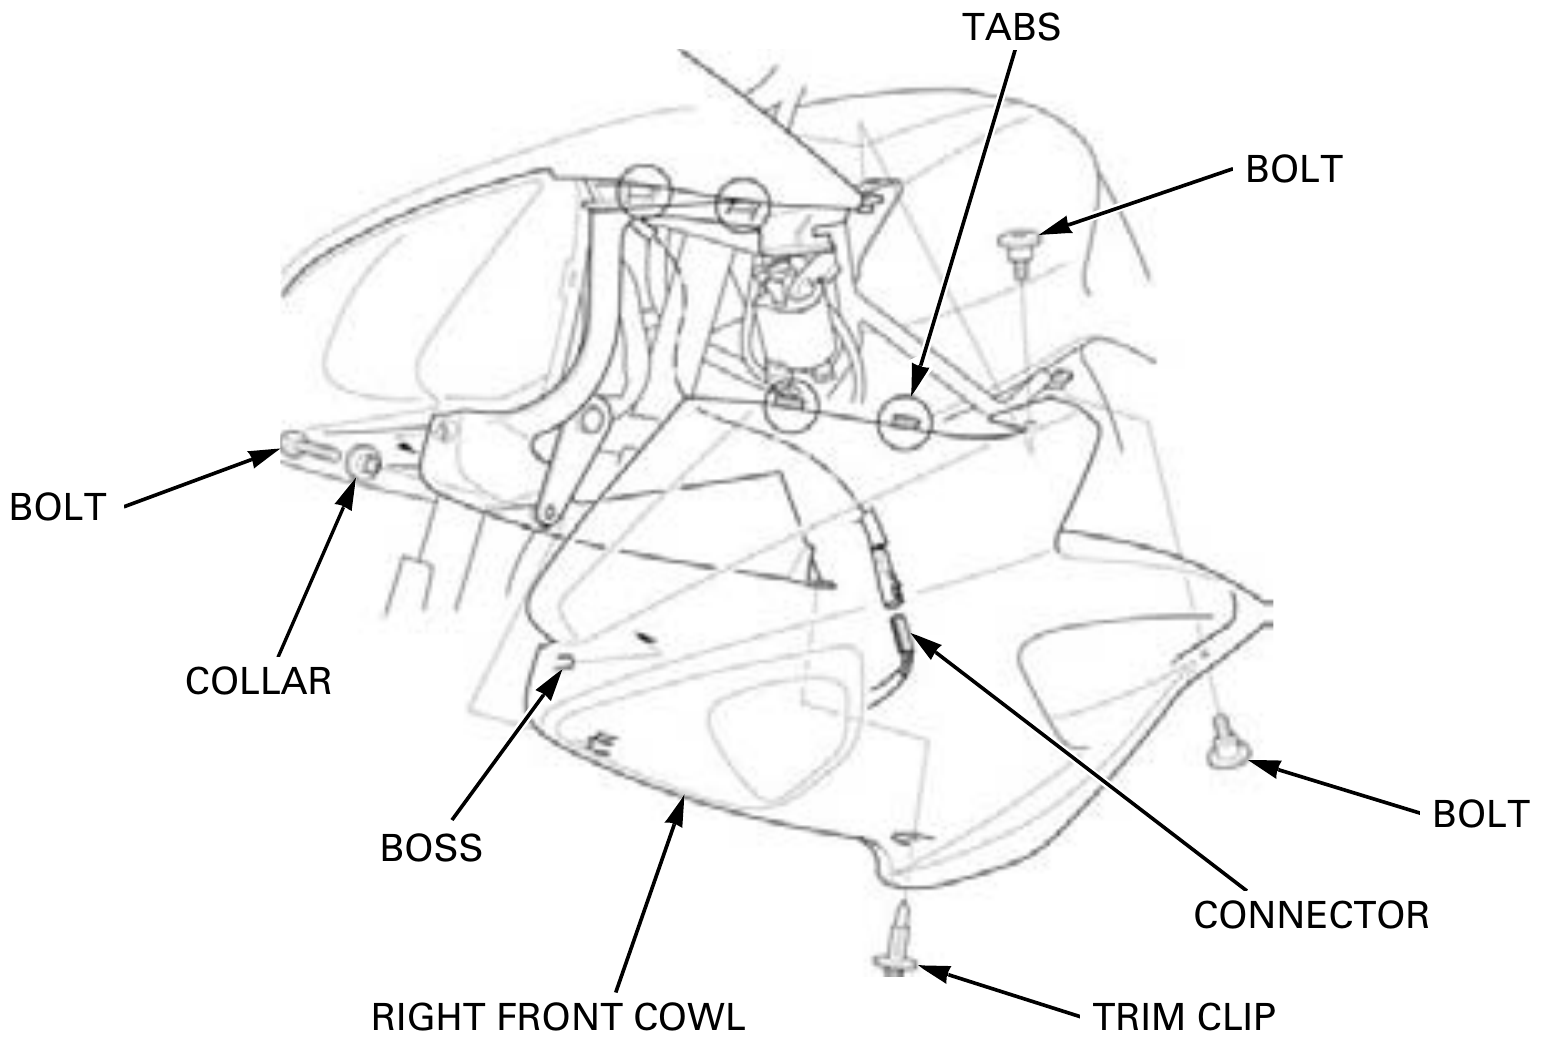 TABS
BOLT
BOLT
COLLAR
BOSS
BOLT
CONNECTOR
RIGHT FRONT COWL
TRIM CLIP